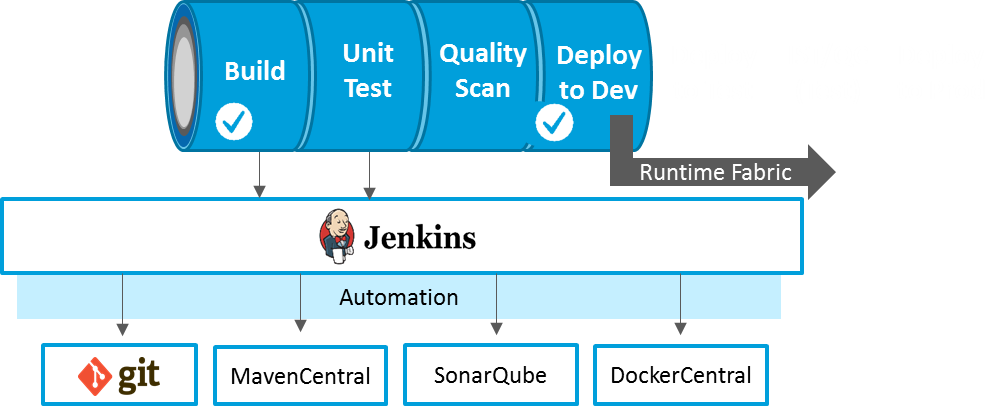 Build
Unit
Test
Quality
Scan
Deploy
to Dev
Runtime Fabric
Jenkins
Automation
git
MavenCentral
SonarQube
DockerCentral